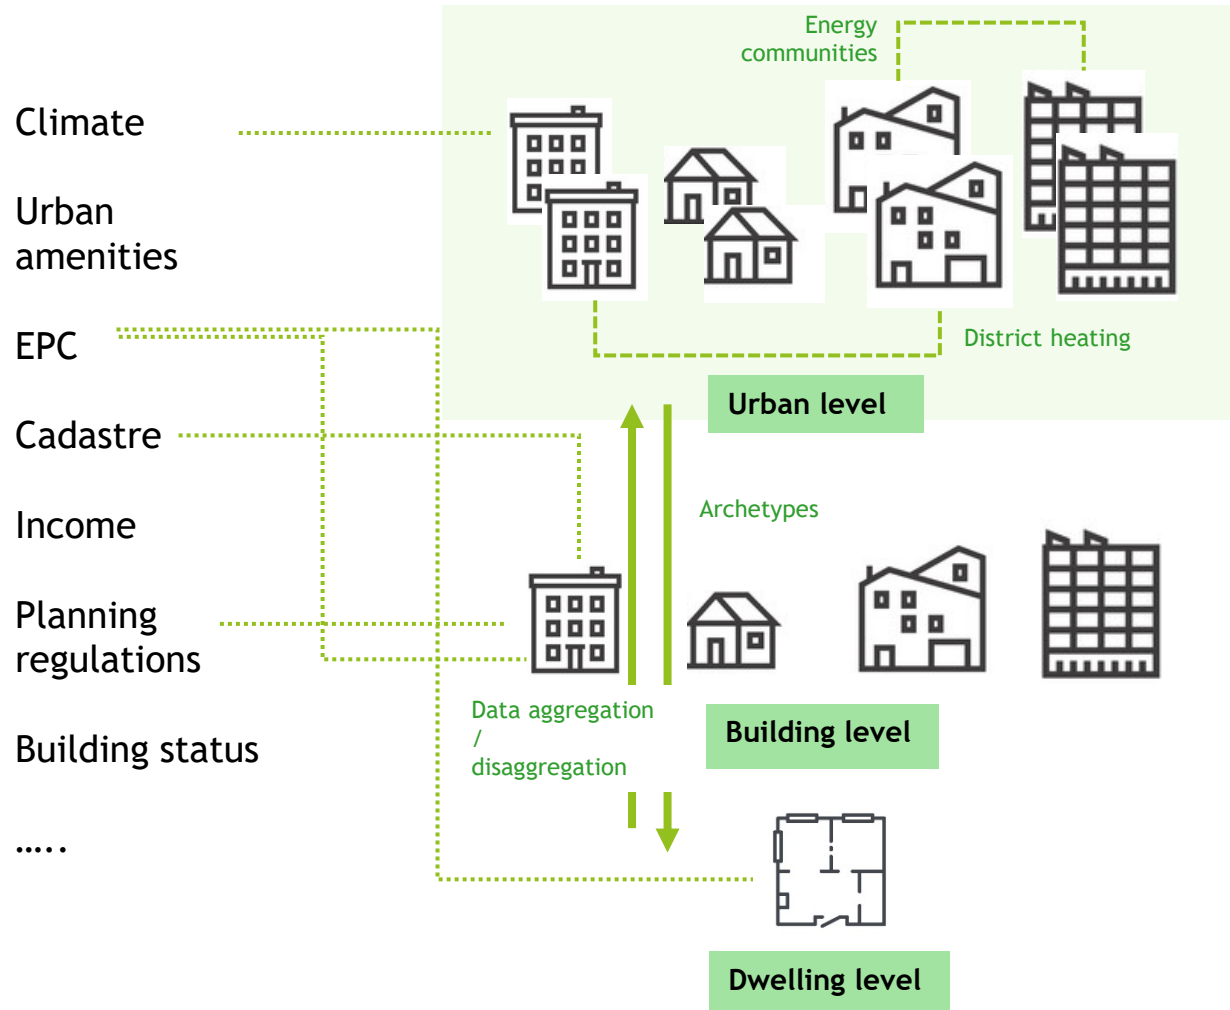 Energy
communities
Climate
Urban
amenities
EPC
District heating
Urban level
Cadastre
Archetypes
Income
Planning
regulations
Data aggregation
/
disaggregation
Building level
Building status
.....
Dwelling level